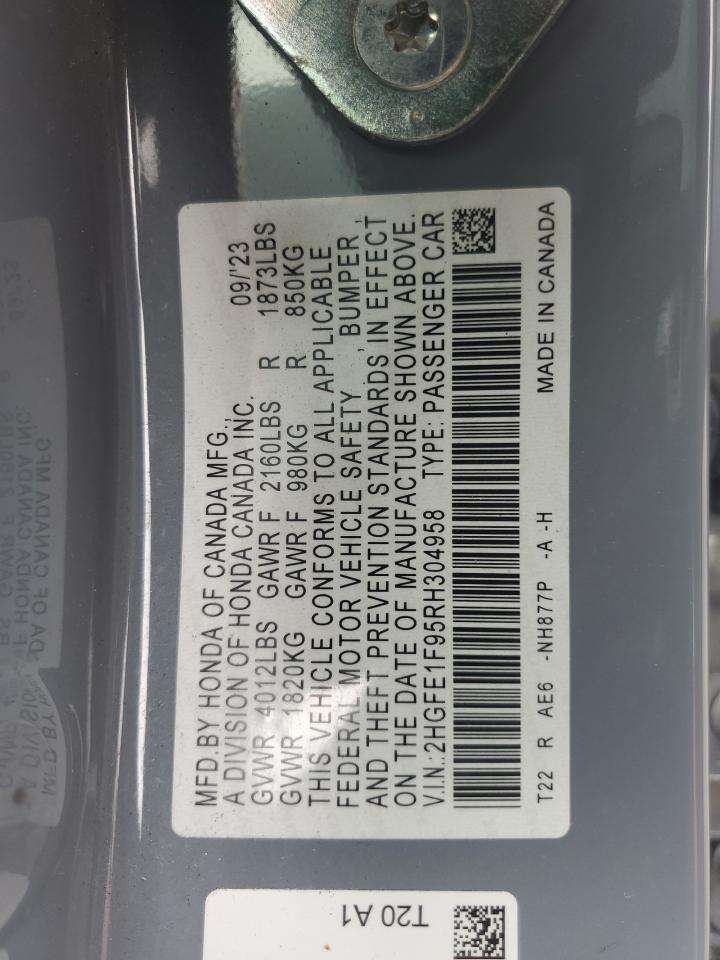 MFD.BY HONDA OF CANADA MFG.,
A DIVISION OF HONDA CANADA INC. 09/'23
GVWR 4012LBS GAWR F 2160LBS R 1873LBS
GVWR 1820KG GAWR F 980KG R 850KG
THIS VEHICLE CONFORMS TO ALL APPLICABLE
FEDERAL MOTOR VEHICLE SAFETY , BUMPER ,
AND THEFT PREVENTION STANDARDS IN EFFECT
ON THE DATE OF MANUFACTURE SHOWN ABOVE.
V.I.N.:2HGFE1F95RH304958 TYPE: PASSENGER CAR
T22 R AE6 -NH877P -A -H MADE IN CANADA
T20 A1